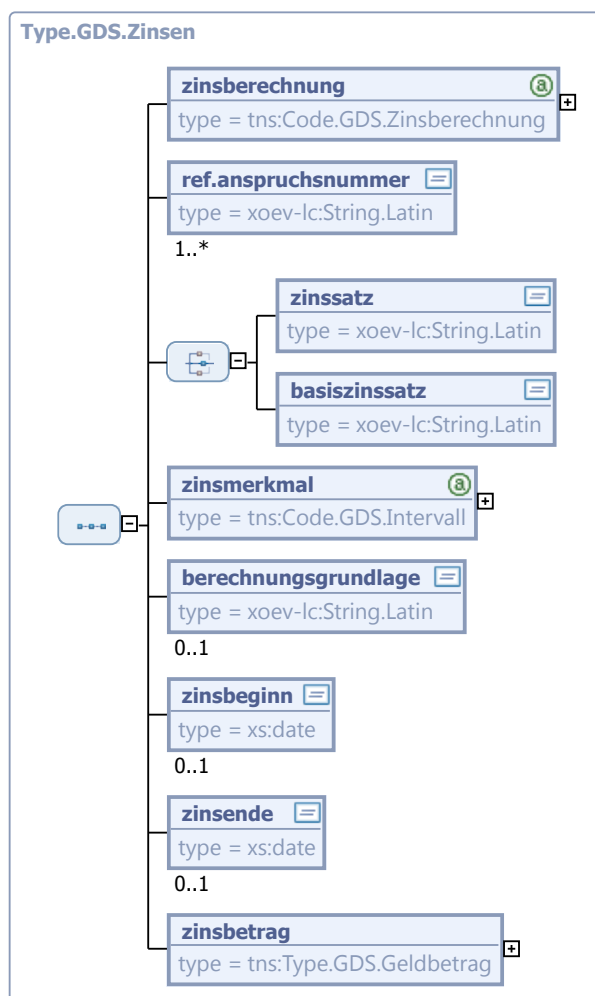 Type.GDS.Zinsen
zinsberechnung
type = tns:Code.GDS.Zinsberechnung
ref.anspruchsnummer
type = xoev-lc:String.Latin
1..*
zinssatz
type = xoev-lc:String.Latin
basiszinssatz
type = xoev-lc:String.Latin
zinsmerkmal
type = tns:Code.GDS.Intervall
berechnungsgrundlage
type = xoev-lc:String.Latin
0..1
zinsbeginn
type = xs:date
0..1
zinsende
type = xs:date
0..1
zinsbetrag
type = tns:Type.GDS.Geldbetrag